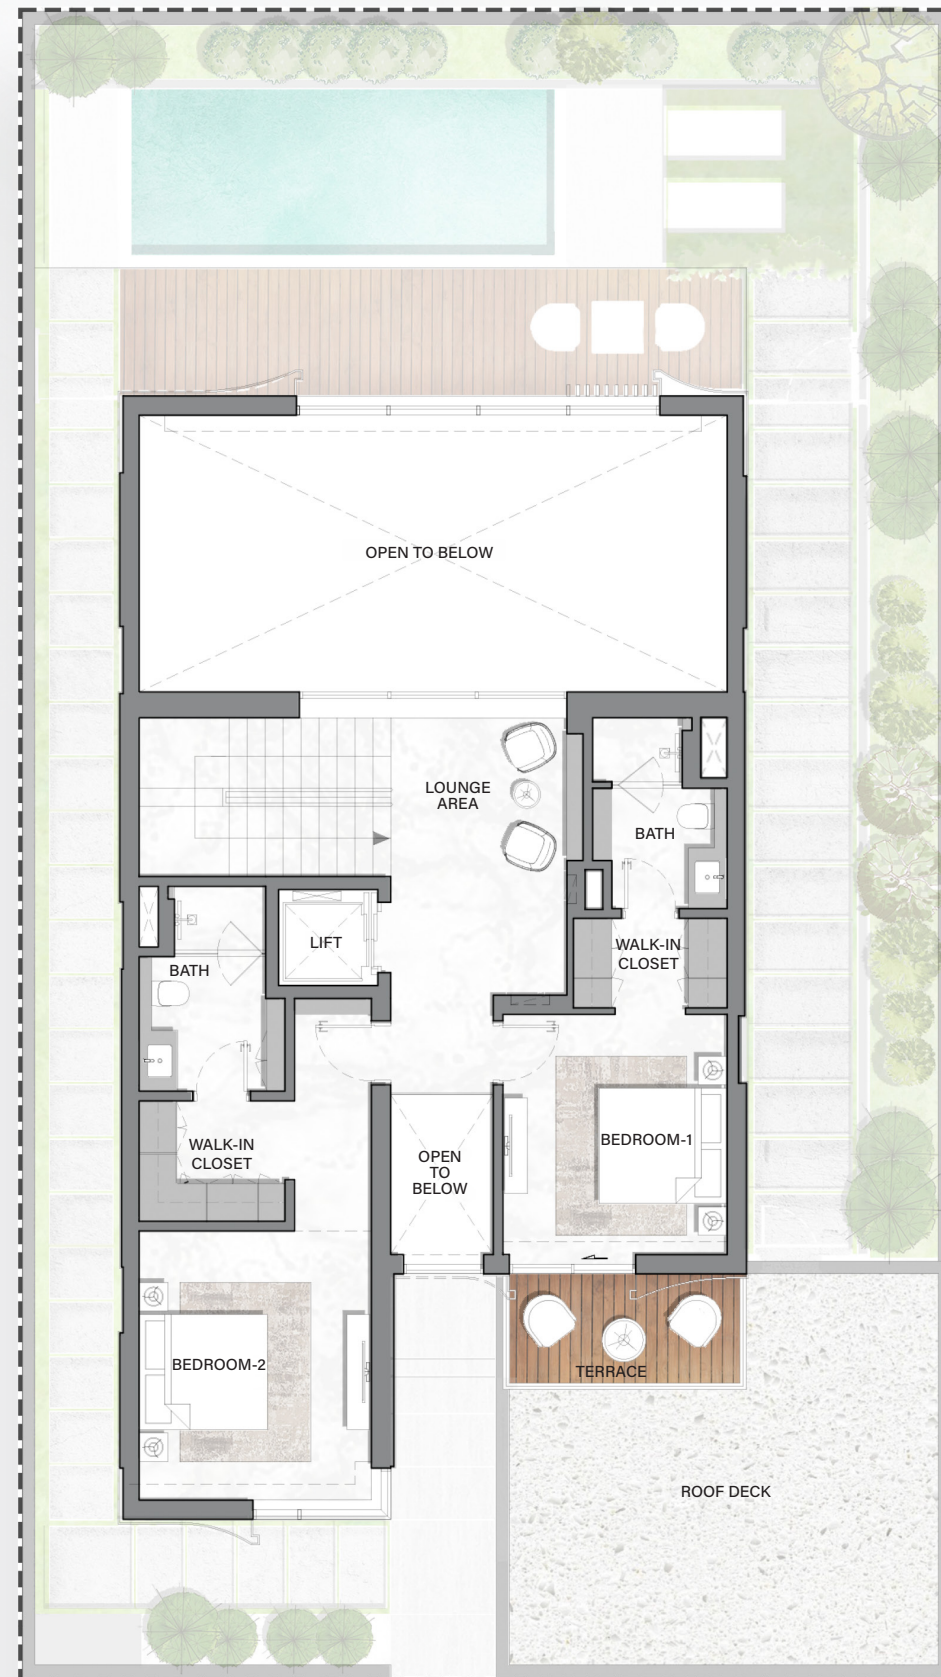 OPEN TO BELOW
LOUNGE
AREA
BATH
LIFT
WALK-IN
CLOSET
BATH
WALK-IN
CLOSET
OPEN
TO
BELOW
BEDROOM-1
BEDROOM-2
TERRACE
ROOF DECK